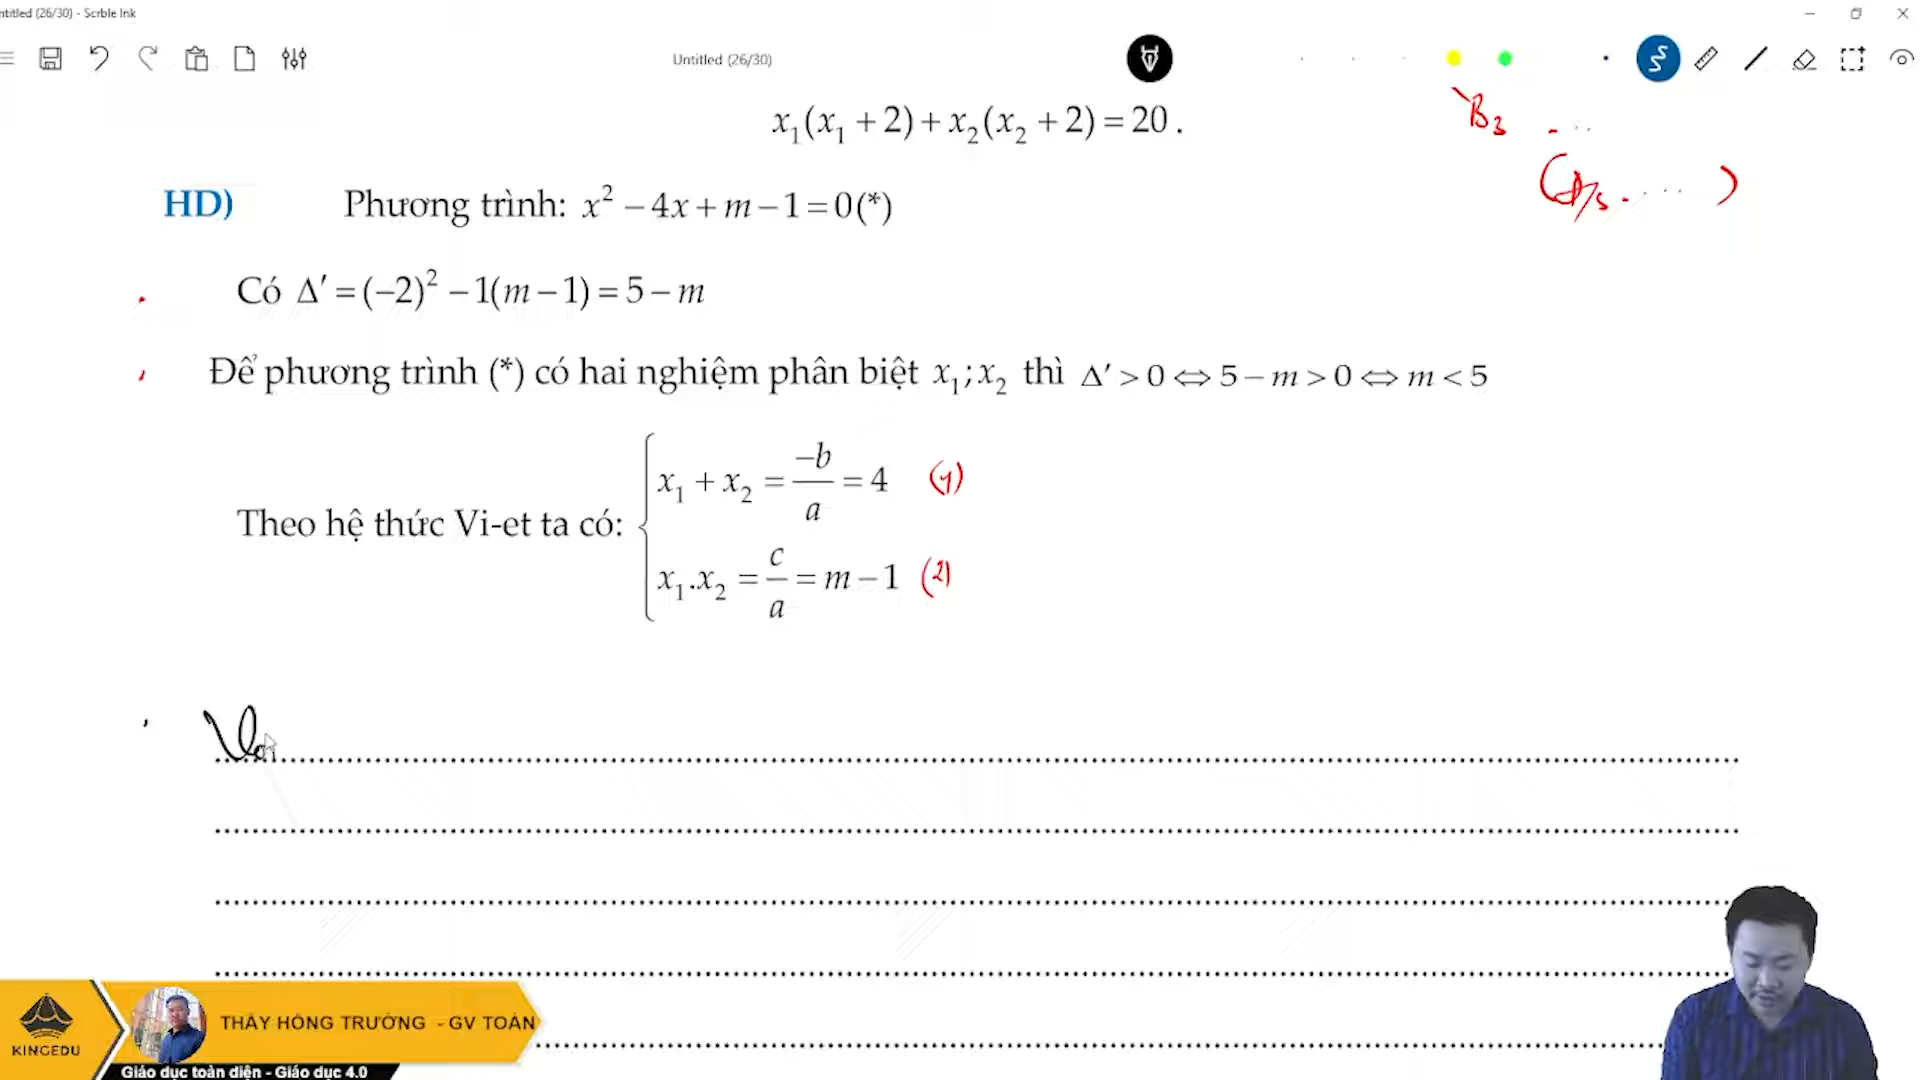 ntitled (26/30) - Scrble Ink
Untitled (26/30)
x₁(x₁ + 2) + x₂(x₂ + 2) = 20.
B3
HD) Phương trình: x² − 4x + m − 1 = 0(*)
Có Δ′ = (−2)² − 1(m − 1) = 5 − m
Để phương trình (*) có hai nghiệm phân biệt x₁; x₂ thì Δ′ > 0 ⇔ 5 − m > 0 ⇔ m < 5
Theo hệ thức Vi-et ta có: { x₁ + x₂ = −b/a = 4 (1)
x₁.x₂ = c/a = m − 1 (2)
KINGEDU
THẦY HỒNG TRƯỜNG - GV TOÁN
Giáo dục toàn diện - Giáo dục 4.0